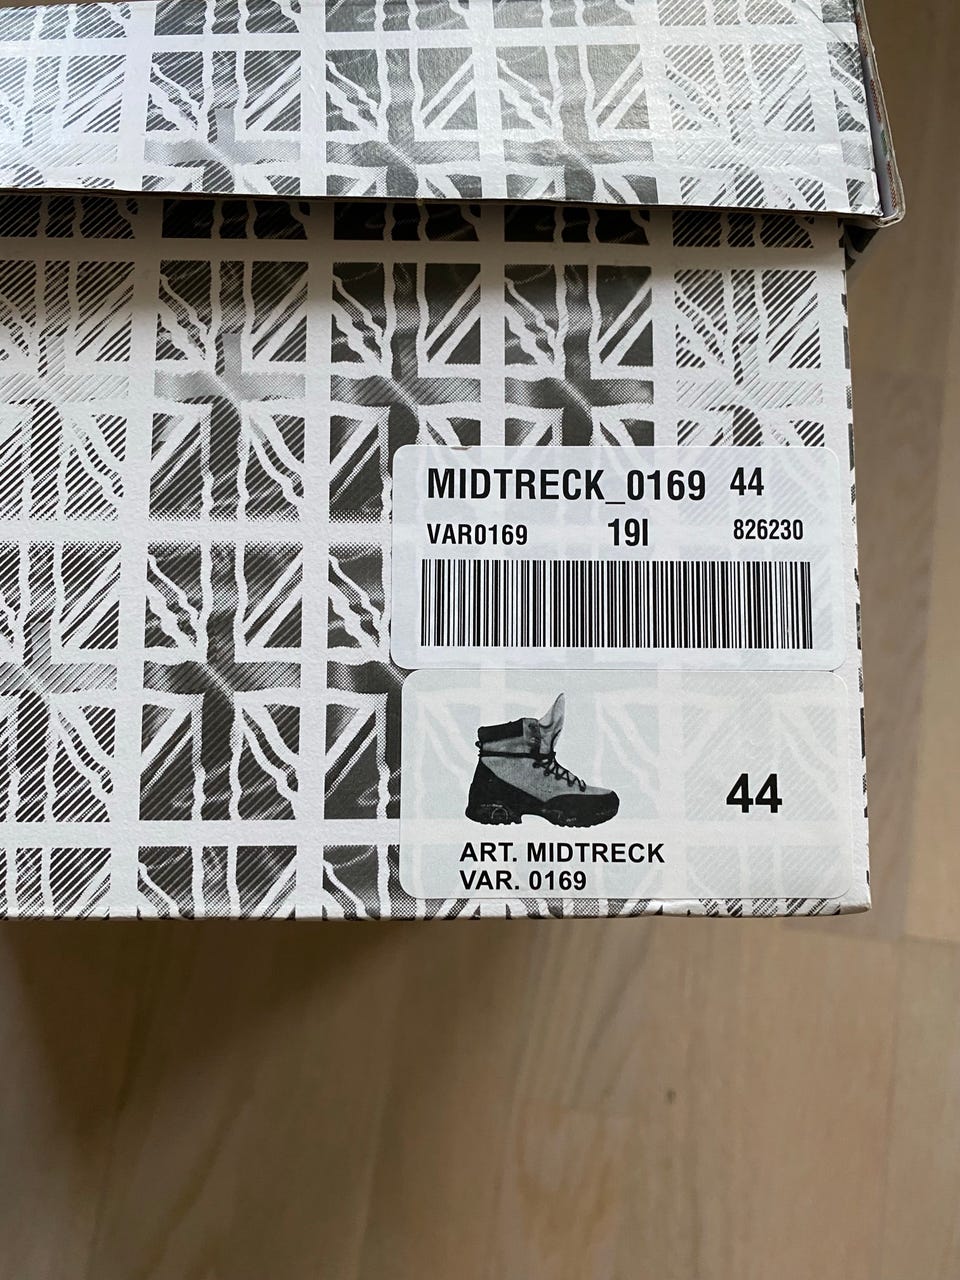 MIDTRECK_0169 44
VAR0169 19I 826230
44
ART. MIDTRECK
VAR. 0169